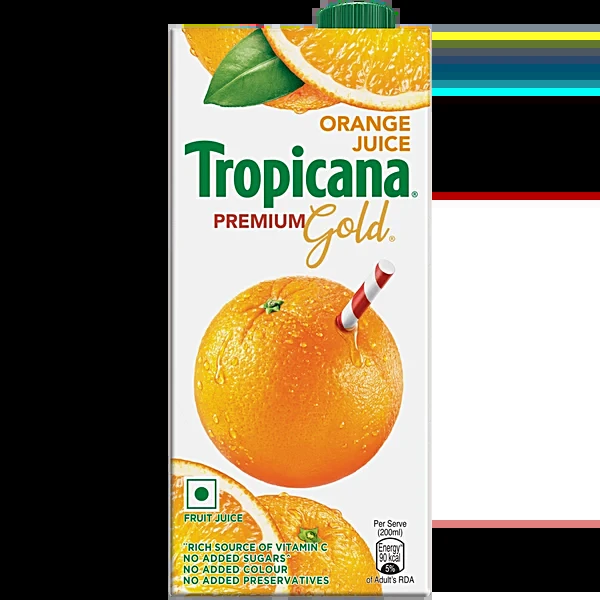 ORANGE
JUICE
Tropicana®
PREMIUM Gold®
FRUIT JUICE
"RICH SOURCE OF VITAMIN C
NO ADDED SUGARS^
NO ADDED COLOUR
NO ADDED PRESERVATIVES
Per Serve
(200ml)
Energy*
90 kcal
5%
of Adult's RDA